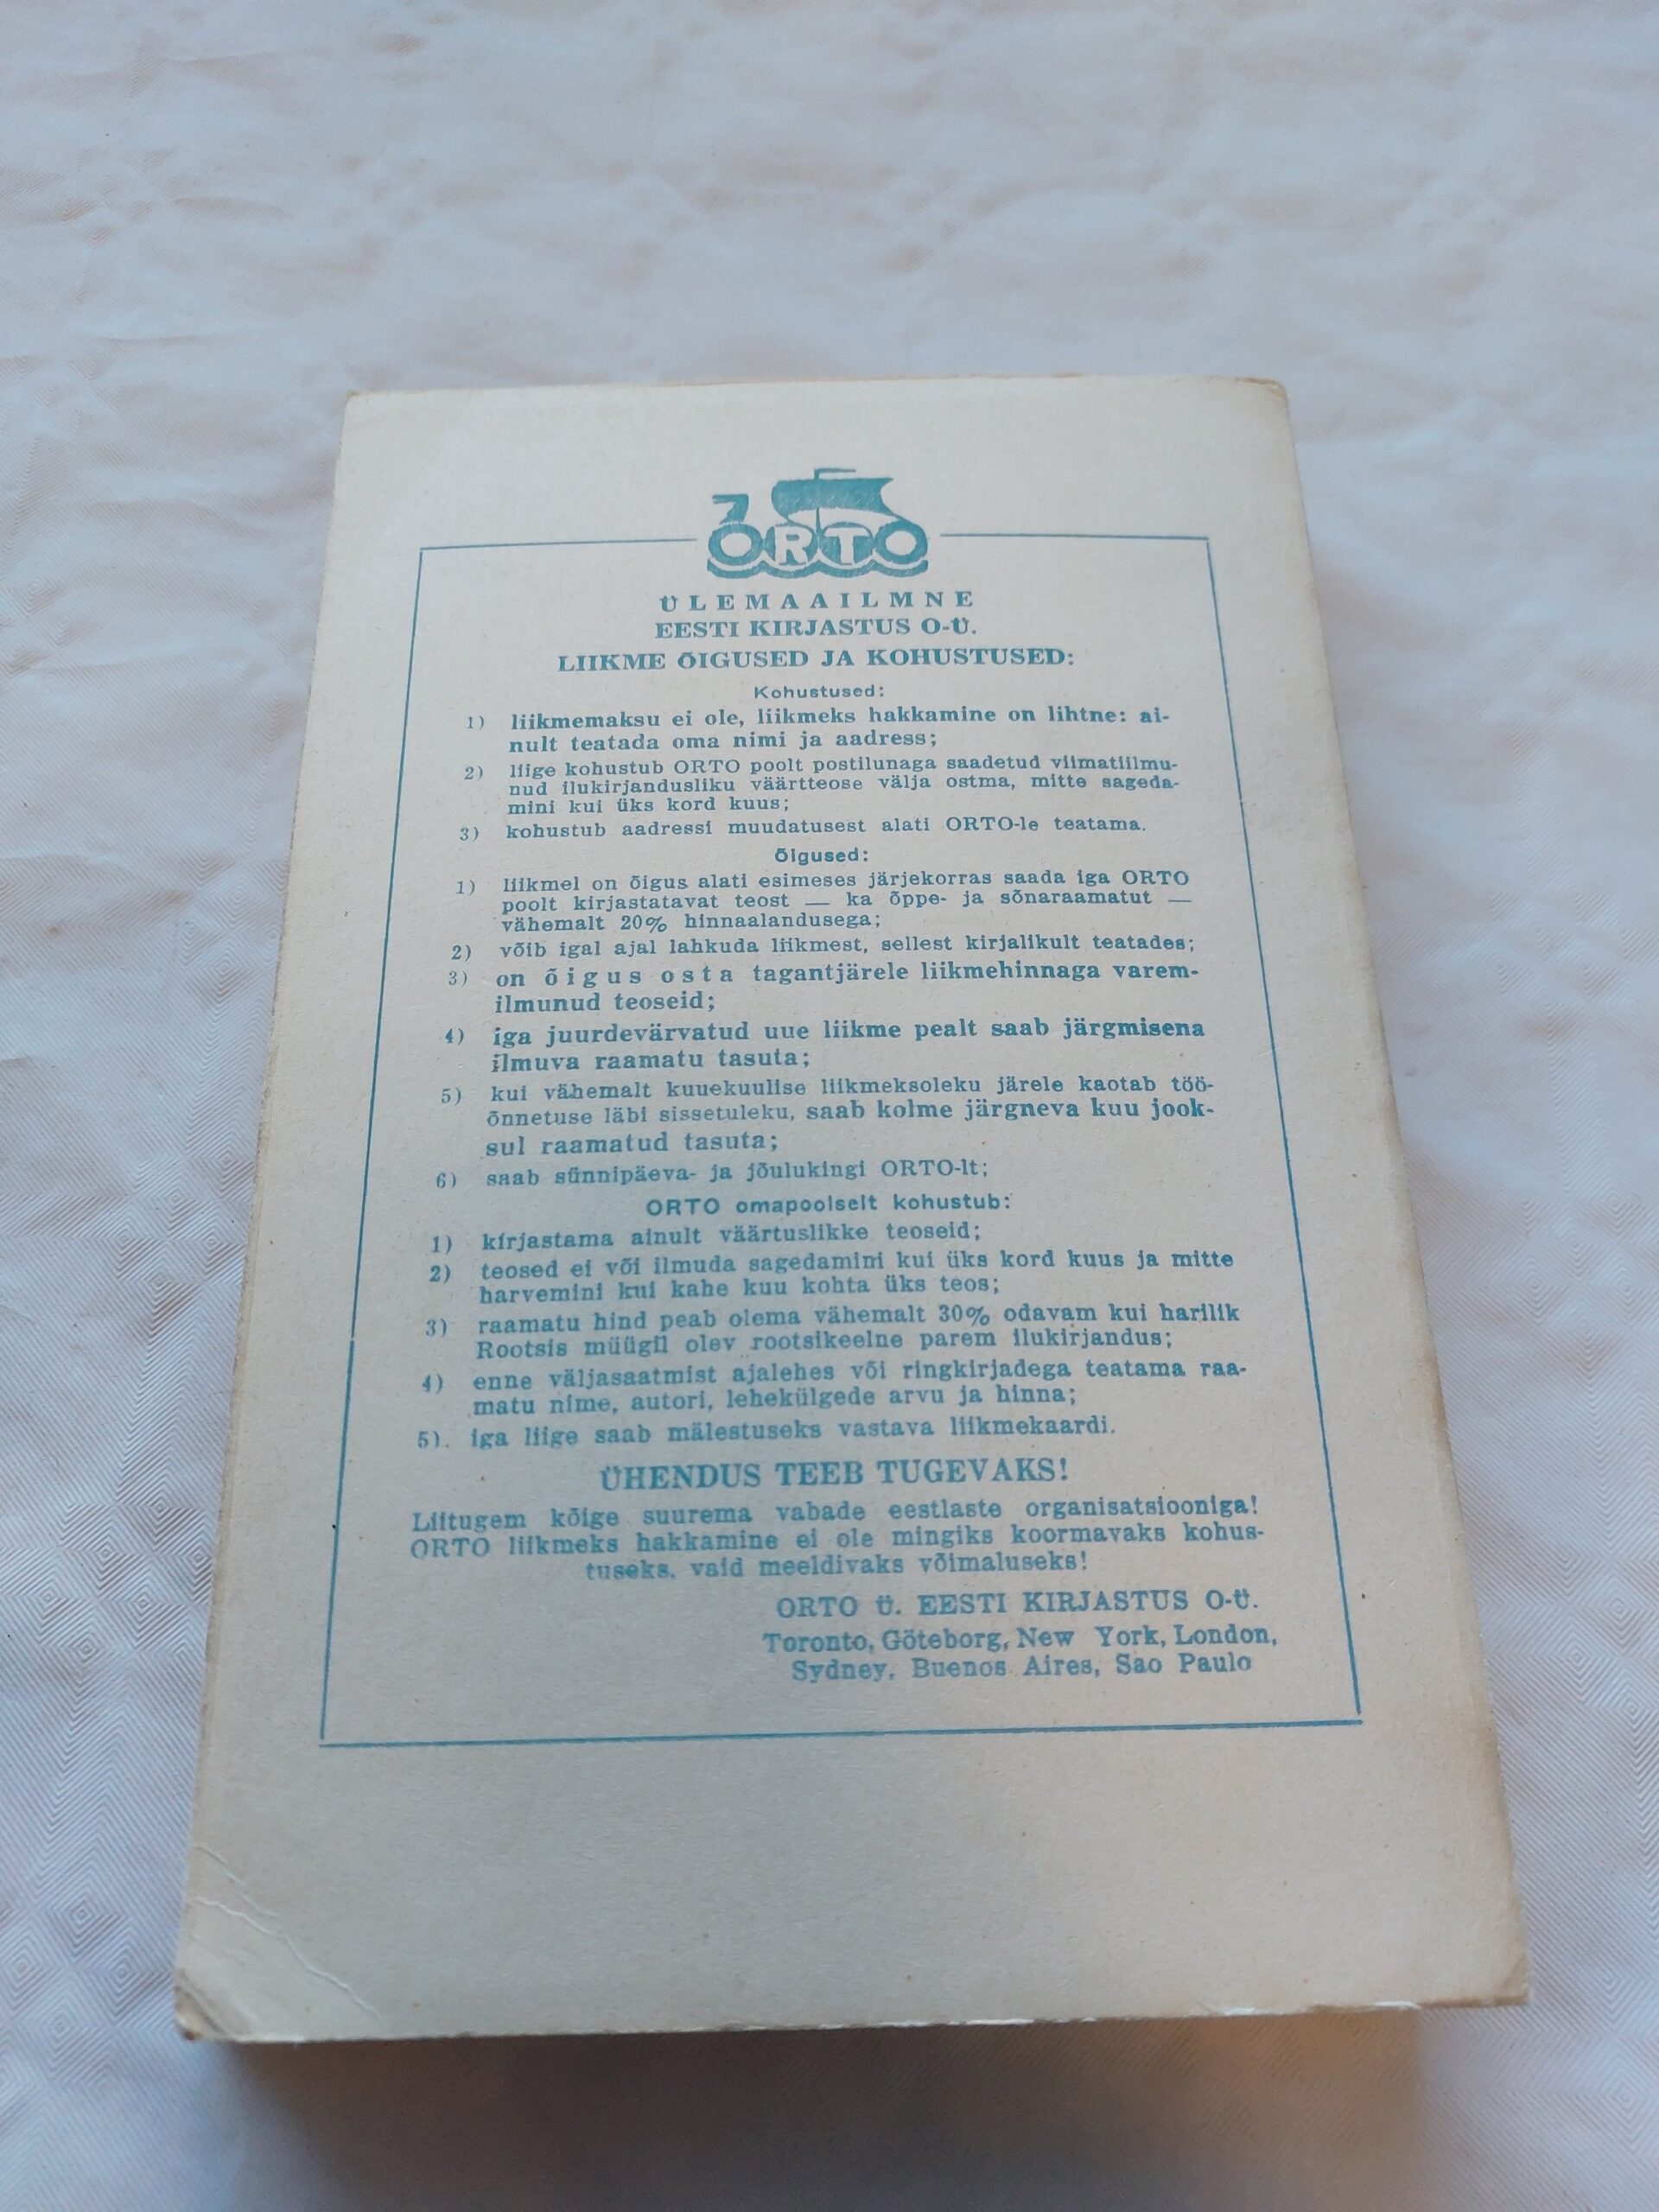 ORTO
ÜLEMAAILMNE
EESTI KIRJASTUS O-Ü.
LIIKME ÕIGUSED JA KOHUSTUSED:
Kohustused:
1) liikmemaksu ei ole, liikmeks hakkamine on lihtne: ai-
nult teatada oma nimi ja aadress;
2) liige kohustub ORTO poolt postilunaga saadetud viimatiilmu-
nud ilukirjandusliku väärtteose välja ostma, mitte sageda-
mini kui üks kord kuus;
3) kohustub aadressi muudatusest alati ORTO-le teatama.
Õigused:
1) liikmel on õigus alati esimeses järjekorras saada iga ORTO
poolt kirjastatavat teost — ka õppe- ja sõnaraamatut —
vähemalt 20% hinnaalandusega;
2) võib igal ajal lahkuda liikmest, sellest kirjalikult teatades;
3) on õigus osta tagantjärele liikmehinnaga varem-
ilmunud teoseid;
4) iga juurdevärvatud uue liikme pealt saab järgmisena
ilmuva raamatu tasuta;
5) kui vähemalt kuuekuulise liikmeksoleku järele kaotab töö-
õnnetuse läbi sissetuleku, saab kolme järgneva kuu jook-
sul raamatud tasuta;
6) saab sünnipäeva- ja jõulukingi ORTO-lt;
ORTO omapoolselt kohustub:
1) kirjastama ainult väärtuslikke teoseid;
2) teosed ei või ilmuda sagedamini kui üks kord kuus ja mitte
harvemini kui kahe kuu kohta üks teos;
3) raamatu hind peab olema vähemalt 30% odavam kui harilik
Rootsis müügil olev rootsikeelne parem ilukirjandus;
4) enne väljasaatmist ajalehes või ringkirjadega teatama raa-
matu nime, autori, lehekülgede arvu ja hinna;
5). iga liige saab mälestuseks vastava liikmekaardi.
ÜHENDUS TEEB TUGEVAKS!
Liitugem kõige suurema vabade eestlaste organisatsiooniga!
ORTO liikmeks hakkamine ei ole mingiks koormavaks kohus-
tuseks, vaid meeldivaks võimaluseks!
ORTO Ü. EESTI KIRJASTUS O-Ü.
Toronto, Göteborg, New York, London,
Sydney, Buenos Aires, Sao Paulo